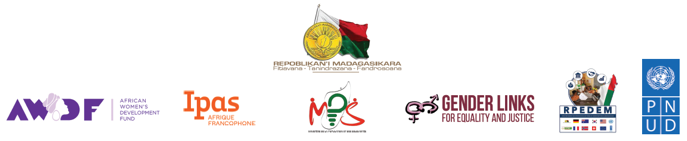 REPOBLIKAN'I MADAGASIKARA
Fitiavana - Tanindrazana - Fandrosoana
AWDF
AFRICAN
WOMEN'S
DEVELOPMENT
FUND
Ipas
AFRIQUE
FRANCOPHONE
GENDER LINKS
FOR EQUALITY AND JUSTICE
RPEDEM
P N
U D